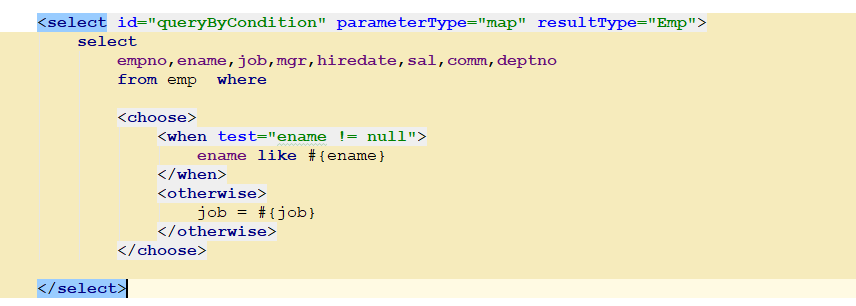 <select id="queryByCondition" parameterType="map" resultType="Emp">
select
empno,ename,job,mgr,hiredate,sal,comm,deptno
from emp  where
<choose>
<when test="ename != null">
ename like #{ename}
</when>
<otherwise>
job = #{job}
</otherwise>
</choose>
</select>